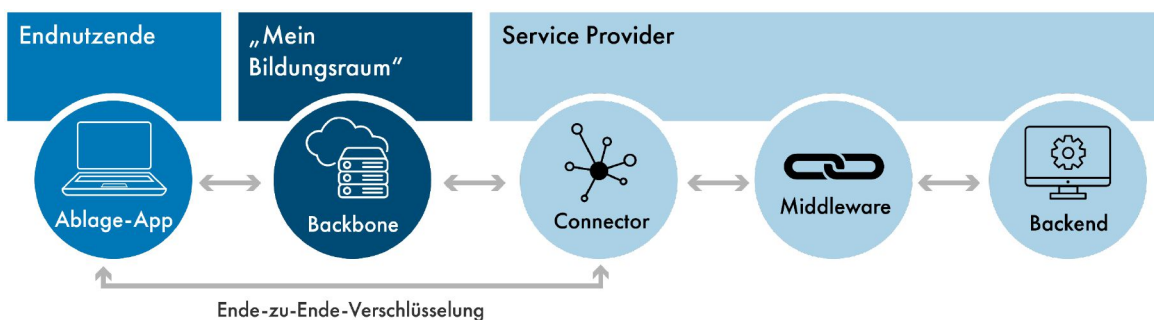 Endnutzende
„Mein
Bildungsraum“
Service Provider
Ablage-App
Backbone
Connector
Middleware
Backend
Ende-zu-Ende-Verschlüsselung